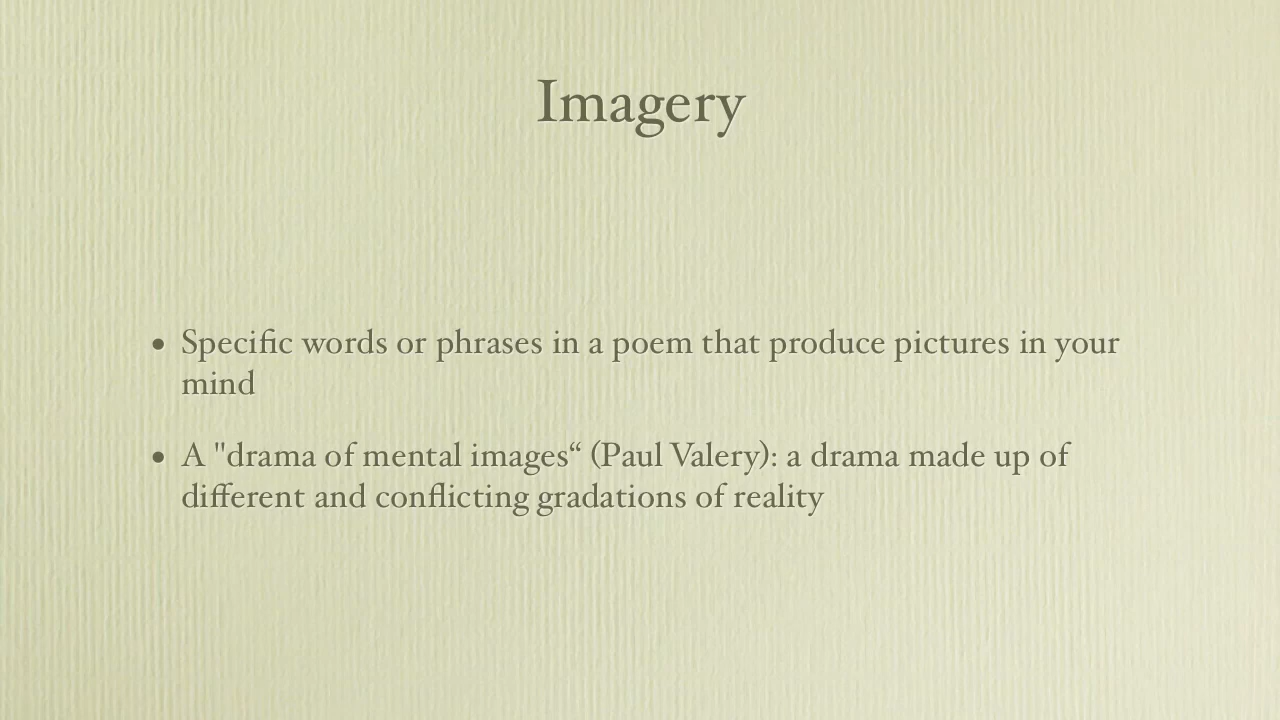 Imagery
• Specific words or phrases in a poem that produce pictures in your
mind
• A "drama of mental images“ (Paul Valery): a drama made up of
different and conflicting gradations of reality